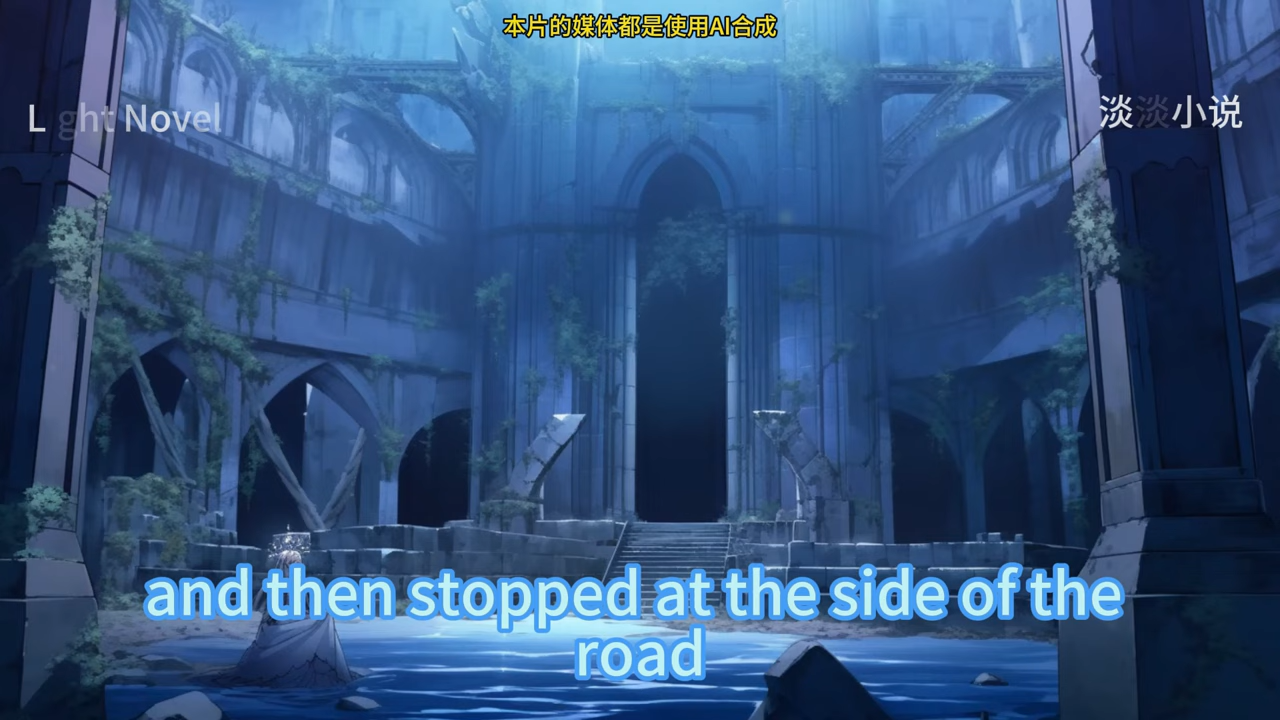 本片的媒体都是使用AI合成
Light Novel
淡淡小说
and then stopped at the side of the
road